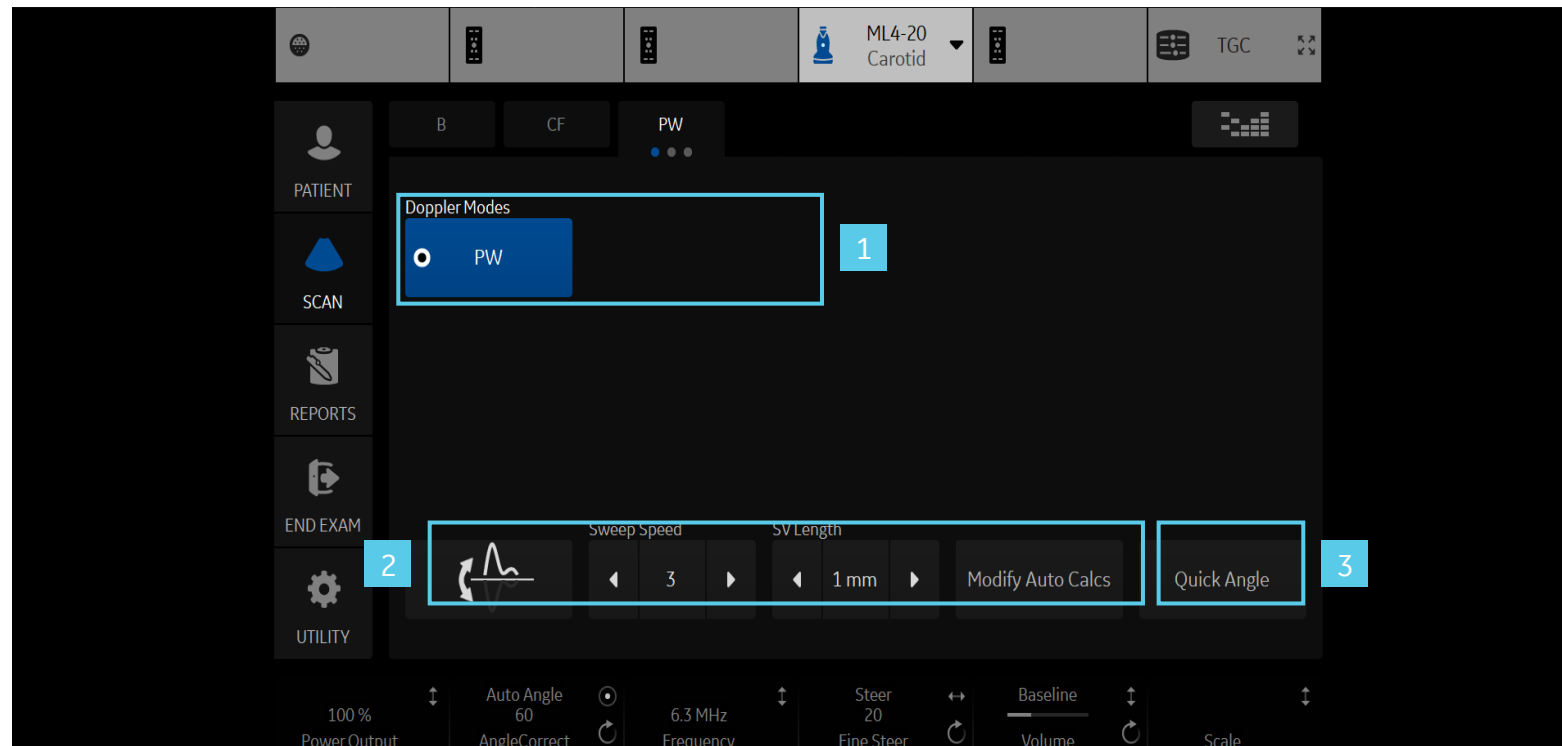 ML4-20
Carotid
TGC
B
CF
PW
PATIENT
Doppler Modes
1
PW
SCAN
REPORTS
END EXAM
Sweep Speed
SV Length
2
3
1 mm
Modify Auto Calcs
Quick Angle
3
UTILITY
Auto Angle
Steer
Baseline
100 %
60
6.3 MHz
20
Power Output
AngleCorrect
Frequency
Fine Steer
Volume
Scale